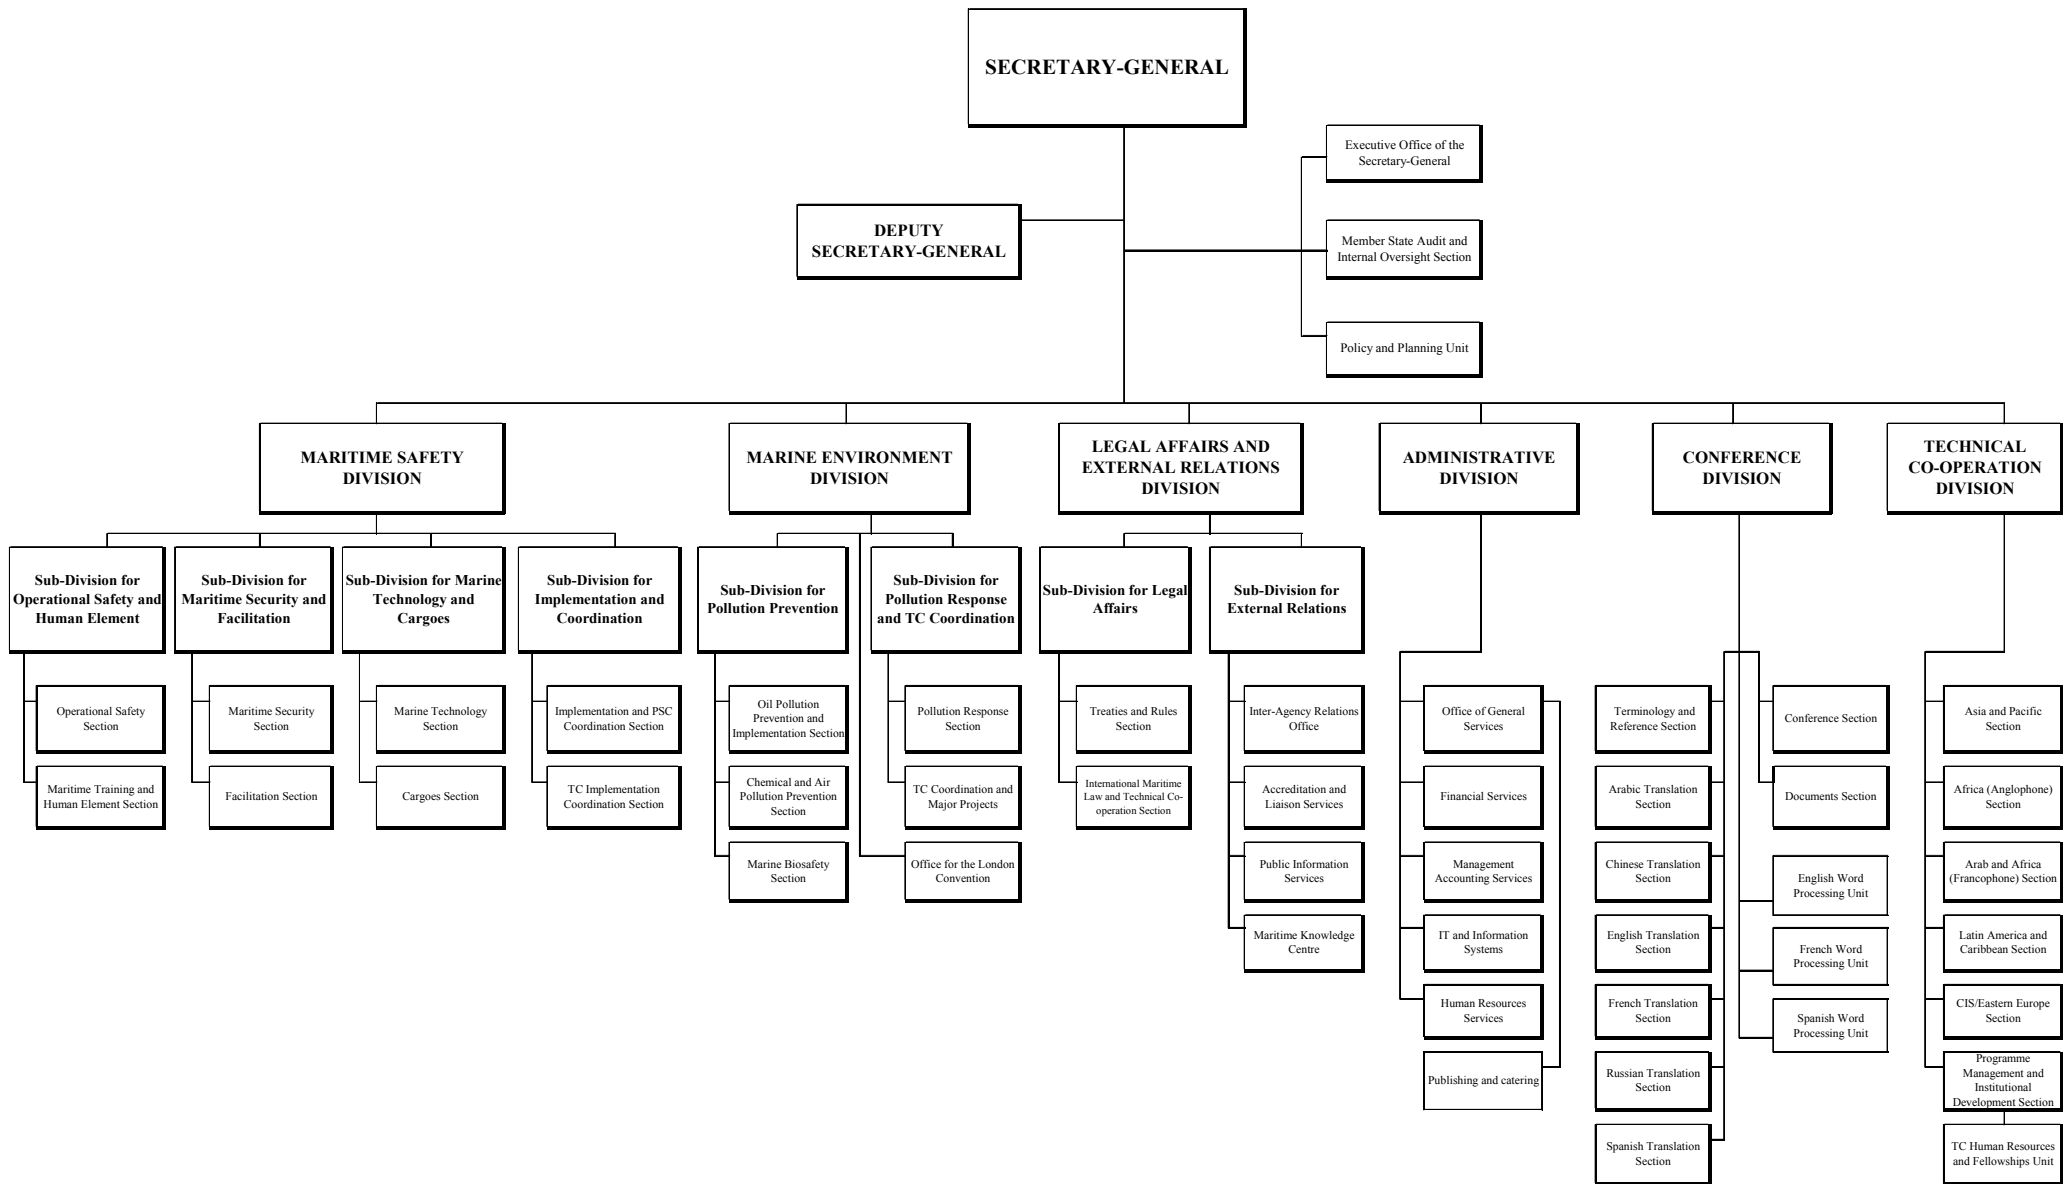 SECRETARY-GENERAL
Executive Office of the
Secretary-General
DEPUTY
SECRETARY-GENERAL
Member State Audit and
Internal Oversight Section
Policy and Planning Unit
MARITIME SAFETY
DIVISION
MARINE ENVIRONMENT
DIVISION
LEGAL AFFAIRS AND
EXTERNAL RELATIONS
DIVISION
ADMINISTRATIVE
DIVISION
CONFERENCE
DIVISION
TECHNICAL
CO-OPERATION
DIVISION
Sub-Division for
Operational Safety and
Human Element
Sub-Division for
Maritime Security and
Facilitation
Sub-Division for Marine
Technology and
Cargoes
Sub-Division for
Implementation and
Coordination
Sub-Division for
Pollution Prevention
Sub-Division for
Pollution Response
and TC Coordination
Sub-Division for Legal
Affairs
Sub-Division for
External Relations
Operational Safety
Section
Maritime Training and
Human Element Section
Maritime Security
Section
Facilitation Section
Marine Technology
Section
Cargoes Section
Implementation and PSC
Coordination Section
TC Implementation
Coordination Section
Oil Pollution
Prevention and
Implementation Section
Chemical and Air
Pollution Prevention
Section
Marine Biosafety
Section
Pollution Response
Section
TC Coordination and
Major Projects
Office for the London
Convention
Treaties and Rules
Section
International Maritime
Law and Technical Co-
operation Section
Inter-Agency Relations
Office
Accreditation and
Liaison Services
Public Information
Services
Maritime Knowledge
Centre
Office of General
Services
Financial Services
Management
Accounting Services
IT and Information
Systems
Human Resources
Services
Publishing and catering
Terminology and
Reference Section
Arabic Translation
Section
Chinese Translation
Section
English Translation
Section
French Translation
Section
Russian Translation
Section
Spanish Translation
Section
Conference Section
Documents Section
English Word
Processing Unit
French Word
Processing Unit
Spanish Word
Processing Unit
Asia and Pacific
Section
Africa (Anglophone)
Section
Arab and Africa
(Francophone) Section
Latin America and
Caribbean Section
CIS/Eastern Europe
Section
Programme
Management and
Institutional
Development Section
TC Human Resources
and Fellowships Unit